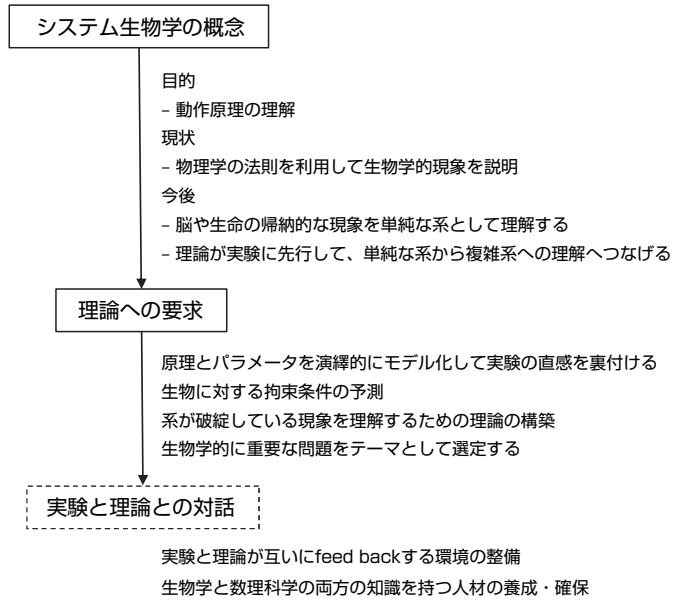 システム生物学の概念
目的
– 動作原理の理解
現状
– 物理学の法則を利用して生物学的現象を説明
今後
– 脳や生命の帰納的な現象を単純な系として理解する
– 理論が実験に先行して、単純な系から複雑系への理解へつなげる
理論への要求
原理とパラメータを演繹的にモデル化して実験の直感を裏付ける
生物に対する拘束条件の予測
系が破綻している現象を理解するための理論の構築
生物学的に重要な問題をテーマとして選定する
実験と理論との対話
実験と理論が互いにfeed backする環境の整備
生物学と数理科学の両方の知識を持つ人材の養成・確保